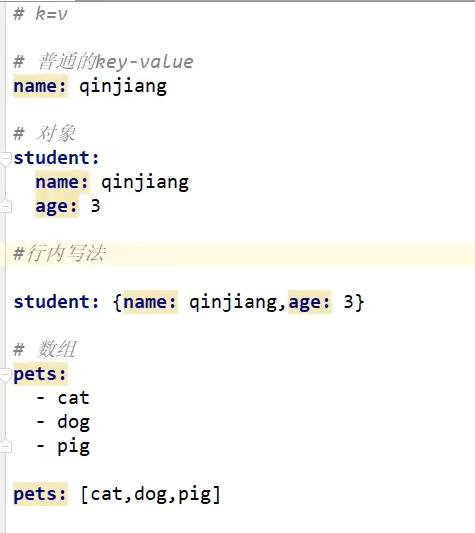 # k=v
# 普通的key-value
name: qinjiang
# 对象
student:
  name: qinjiang
  age: 3
#行内写法
student: {name: qinjiang,age: 3}
# 数组
pets:
  - cat
  - dog
  - pig
pets: [cat,dog,pig]